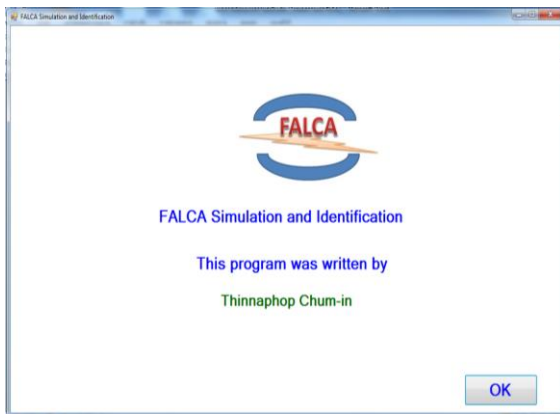 FALCA Simulation and Identification
FALCA
FALCA Simulation and Identification
This program was written by
Thinnaphop Chum-in
OK